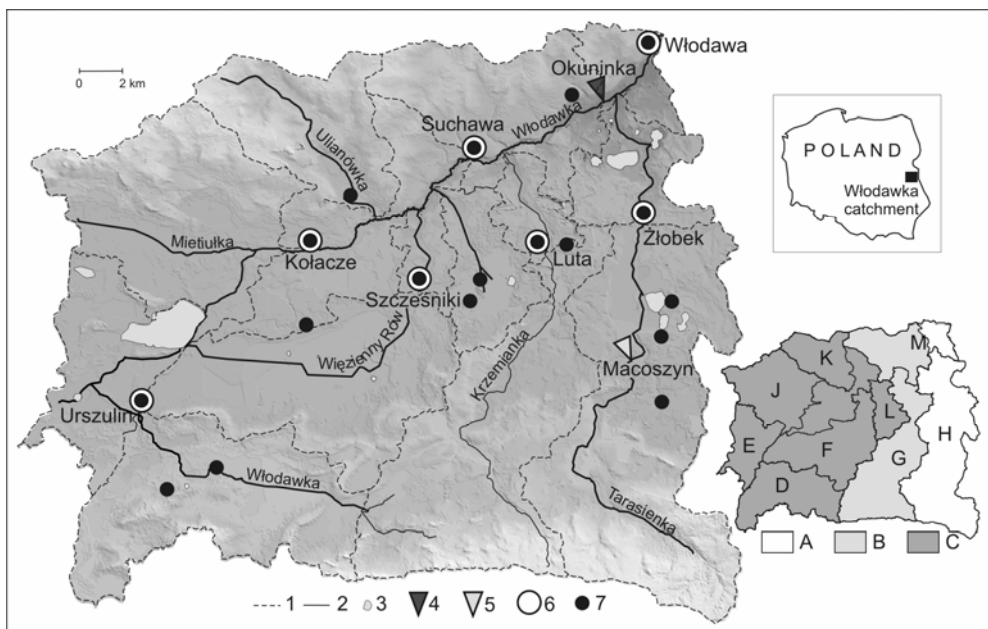 Włodawa
0 2 km
Okuninka
Włodawka
Suchawa
Ulianówka
POLAND
Włodawka
catchment
Mietiułka
Kołacze
Luta
Żłobek
Szcześniki
Więzienny Rów
Krzemianka
Macoszyn
Urszulin
Włodawka
Tarasienka
K
M
J
L
H
E
F
G
D
A B C
1 2 3 4 5 6 7